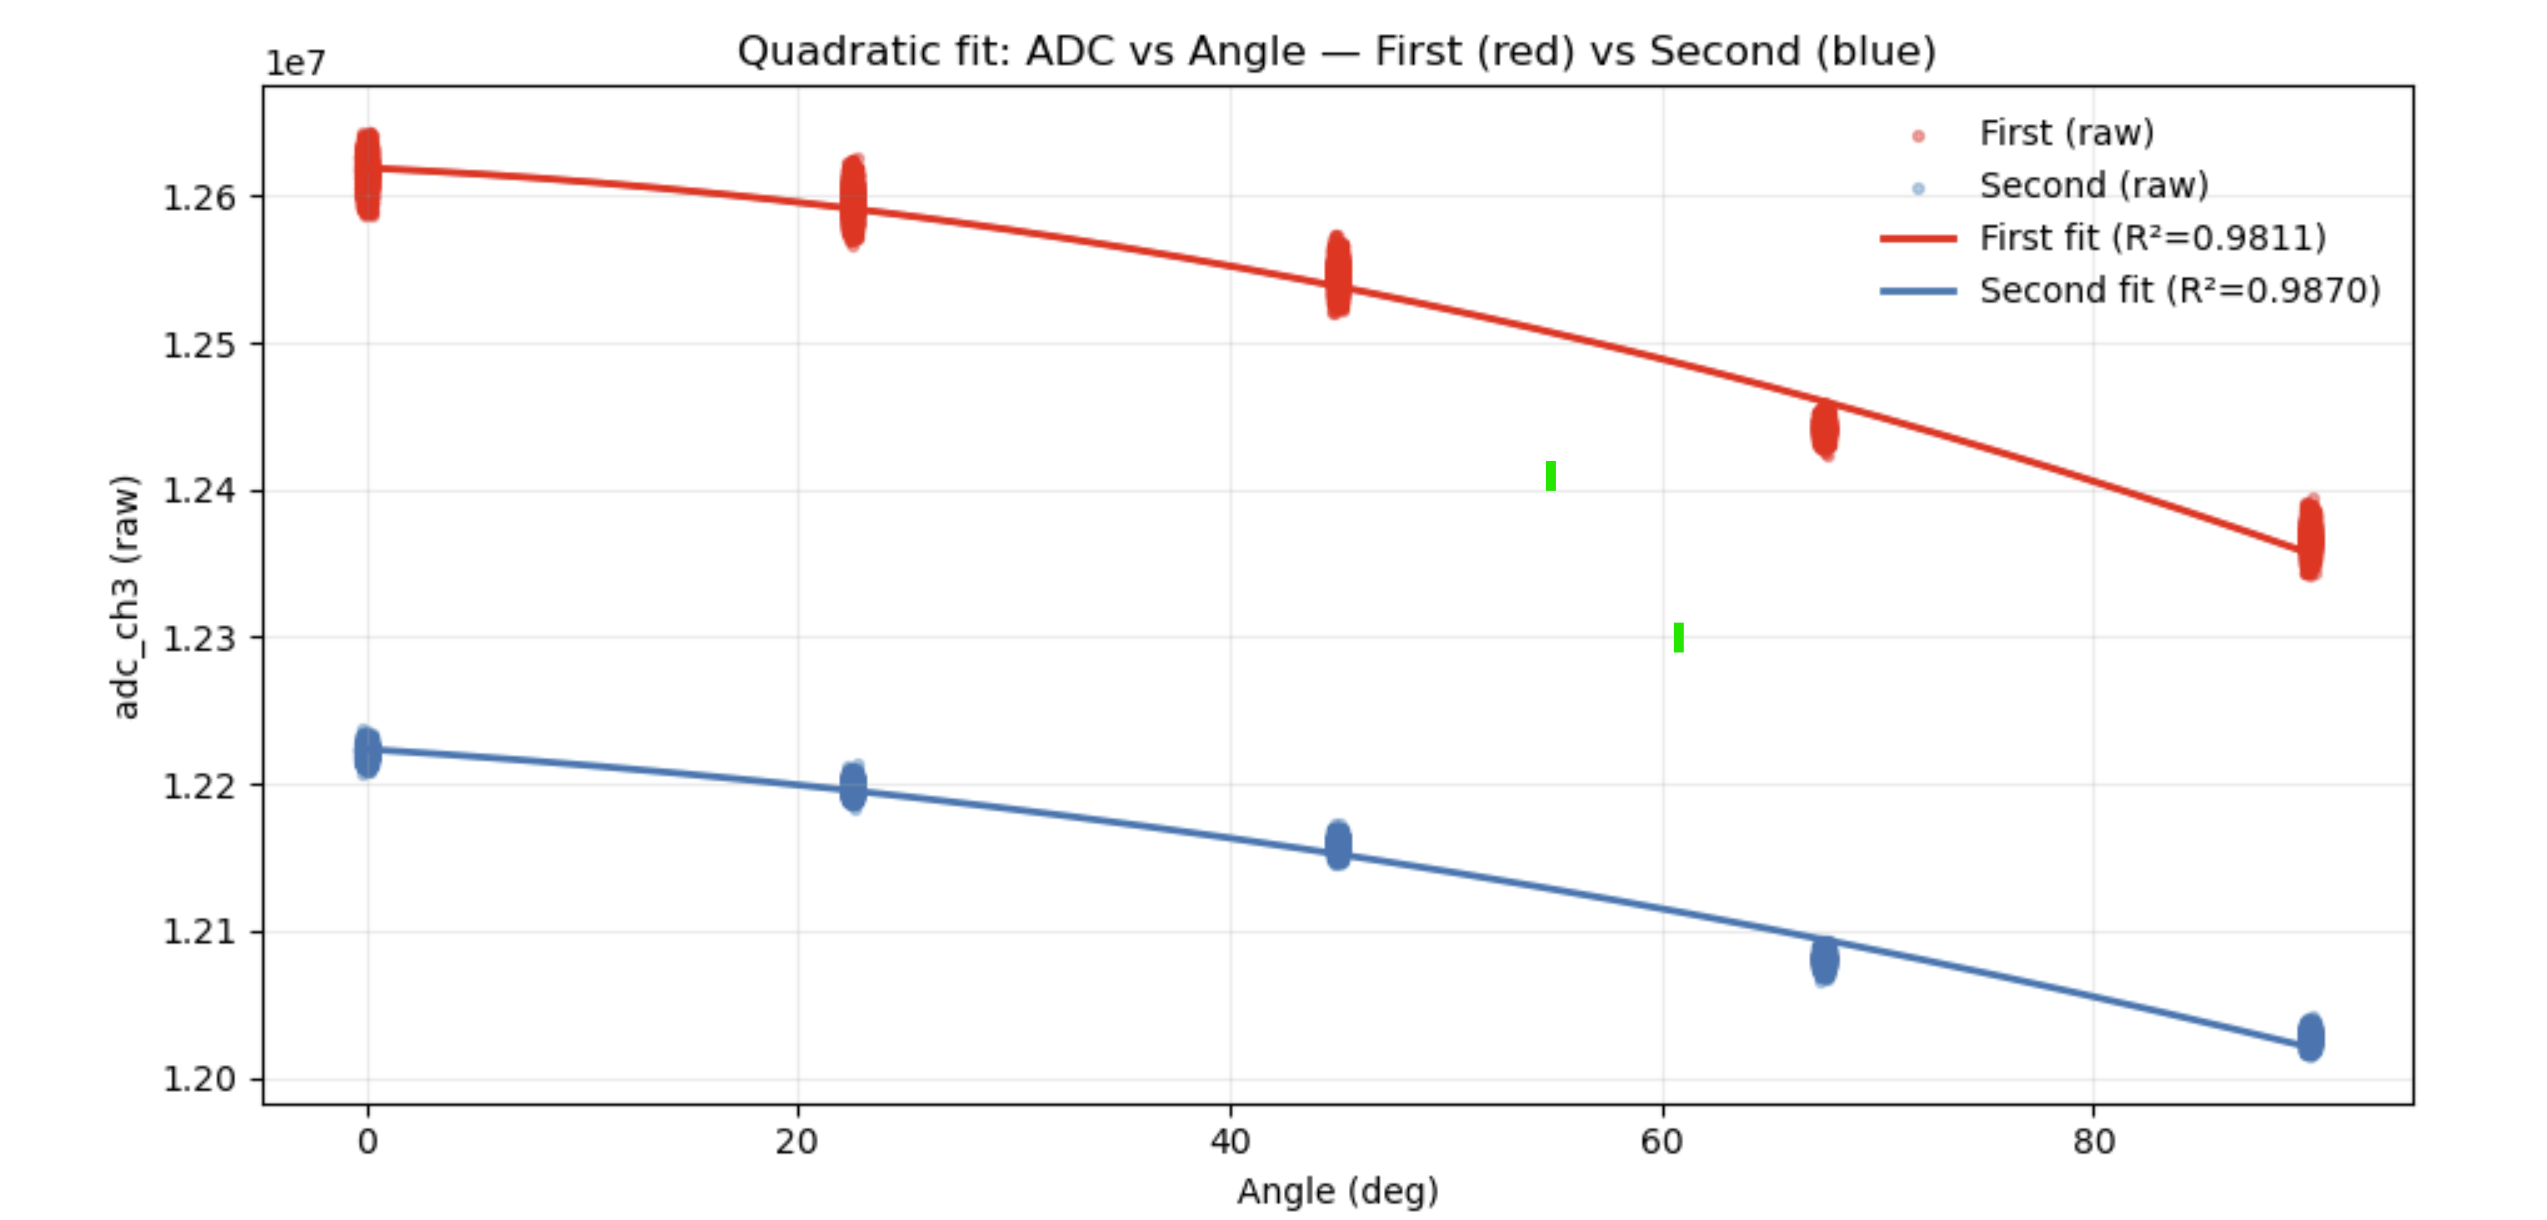 Quadratic fit: ADC vs Angle — First (red) vs Second (blue)
1e7
First (raw)
Second (raw)
First fit (R²=0.9811)
Second fit (R²=0.9870)
adc_ch3 (raw)
1.26
1.25
1.24
1.23
1.22
1.21
1.20
0 20 40 60 80
Angle (deg)